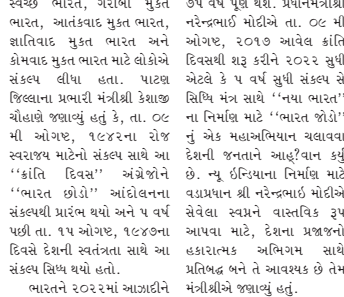 સ્વચ્છ ભારત, ગરીબી મુક્ત
ભારત, આતંકવાદ મુક્ત ભારત,
જ્ઞાતિવાદ મુક્ત ભારત અને
કોમવાદ મુક્ત ભારત માટે લોકોએ
સંકલ્પ લીધા હતા. પાટણ
જિલ્લાના પ્રભારી મંત્રીશ્રી કેશાજી
ચૌહાણે જણાવ્યું હતું કે, તા. ૦૯
મી ઓગષ્ટ, ૧૯૪૨ના રોજ
સ્વરાજય માટેનો સંકલ્પ સાથે આ
‘‘ક્રાંતિ દિવસ’’ અંગ્રેજોને
‘‘ભારત છોડો’’ આંદોલનના
સંકલ્પથી પ્રારંભ થયો અને ૫ વર્ષ
પછી તા. ૧૫ ઓગષ્ટ, ૧૯૪૭ના
દિવસે દેશની સ્વતંત્રતા સાથે આ
સંકલ્પ સિધ્ધ થયો હતો.
ભારતને ૨૦૨૨માં આઝાદીને
૭૫ વર્ષ પૂર્ણ થશે. પ્રધાનમંત્રીશ્રી
નરેન્દ્રભાઈ મોદીએ તા. ૦૯ મી
ઓગષ્ટ, ૨૦૧૭ આવેલ ક્રાંતિ
દિવસથી શરૂ કરીને ૨૦૨૨ સુધી
એટલે કે ૫ વર્ષ સુધી સંકલ્પ સે
સિધ્ધિ મંત્ર સાથે ‘‘નયા ભારત’’
ના નિર્માણ માટે ‘‘ભારત જોડો’’
નું એક મહાઅભિયાન ચલાવવા
દેશની જનતાને આહ્?વાન કર્યુ
છે. ન્યૂ ઇન્ડિયાના નિર્માણ માટે
વડાપ્રધાન શ્રી નરેન્દ્રભાઇ મોદીએ
સેવેલા સ્વપ્નને વાસ્તવિક રૂપ
આપવા માટે, દેશના પ્રજાજનો
હકારાત્મક અભિગમ સાથે
પ્રતિબદ્ધ બને તે આવશ્યક છે તેમ
મંત્રીશ્રીએ જણાવ્યું હતું.